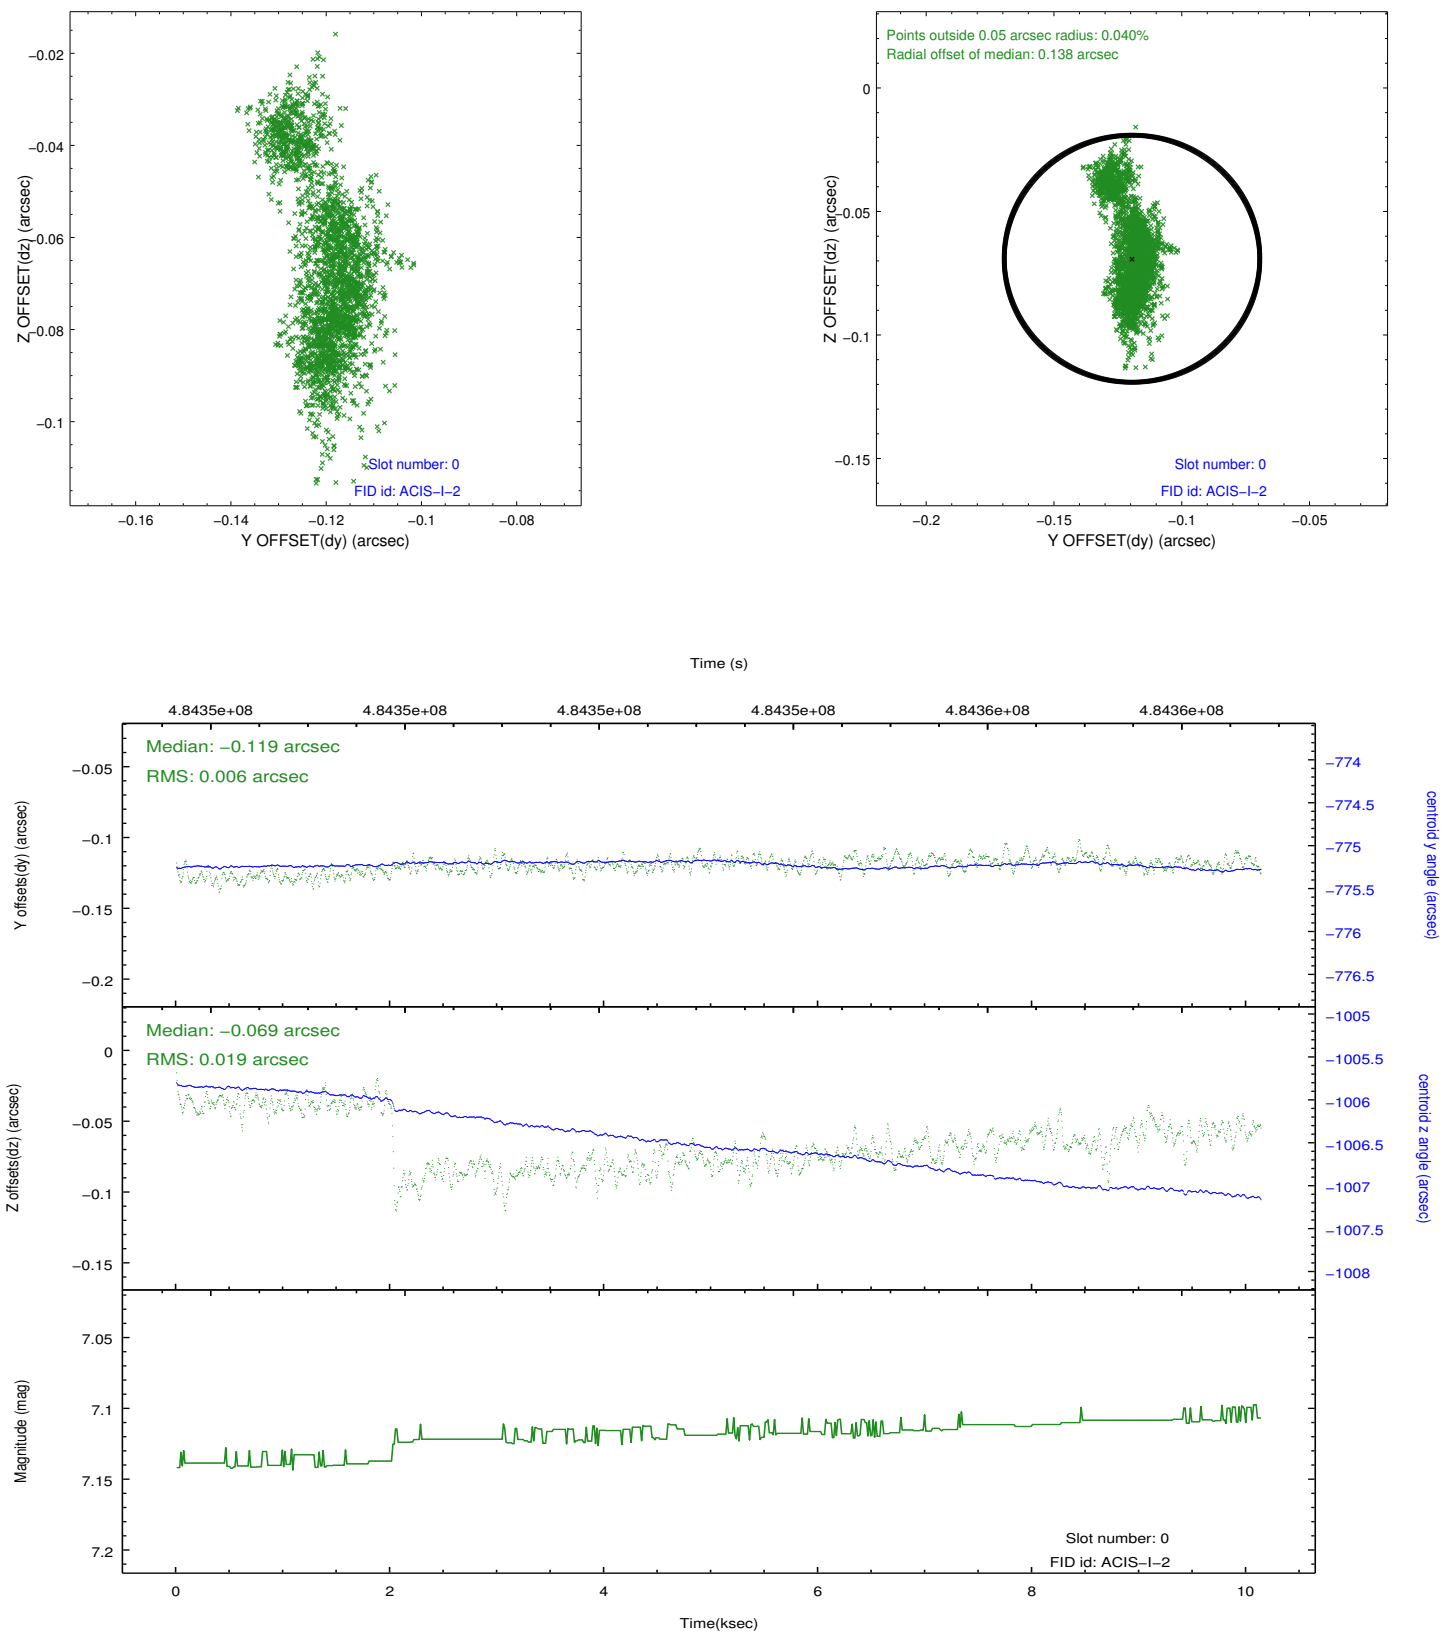 −0.02
−0.04
−0.06
−0.08
−0.1
Z OFFSET(dz) (arcsec)
Slot number: 0
FID id: ACIS−I−2
−0.16
−0.14
−0.12
−0.1
−0.08
Y OFFSET(dy) (arcsec)
Points outside 0.05 arcsec radius: 0.040%
Radial offset of median: 0.138 arcsec
0
−0.05
−0.1
−0.15
Z OFFSET(dz) (arcsec)
Slot number: 0
FID id: ACIS−I−2
−0.2
−0.15
−0.1
−0.05
Y OFFSET(dy) (arcsec)
Time (s)
4.8435e+08
4.8435e+08
4.8435e+08
4.8435e+08
4.8436e+08
4.8436e+08
Median: −0.119 arcsec
RMS: 0.006 arcsec
−0.05
−0.1
−0.15
−0.2
Y offsets(dy) (arcsec)
−774
−774.5
−775
−775.5
−776
−776.5
centroid y angle (arcsec)
Median: −0.069 arcsec
RMS: 0.019 arcsec
0
−0.05
−0.1
−0.15
Z offsets(dz) (arcsec)
−1005
−1005.5
−1006
−1006.5
−1007
−1007.5
−1008
centroid z angle (arcsec)
7.05
7.1
7.15
7.2
Magnitude (mag)
Slot number: 0
FID id: ACIS−I−2
0
2
4
6
8
10
Time(ksec)